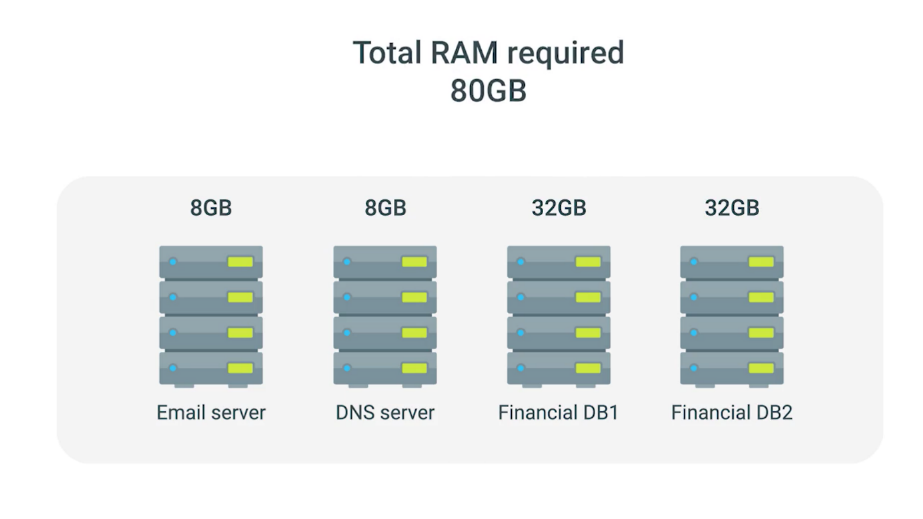 Total RAM required
80GB
8GB 8GB 32GB 32GB
Email server DNS server Financial DB1 Financial DB2